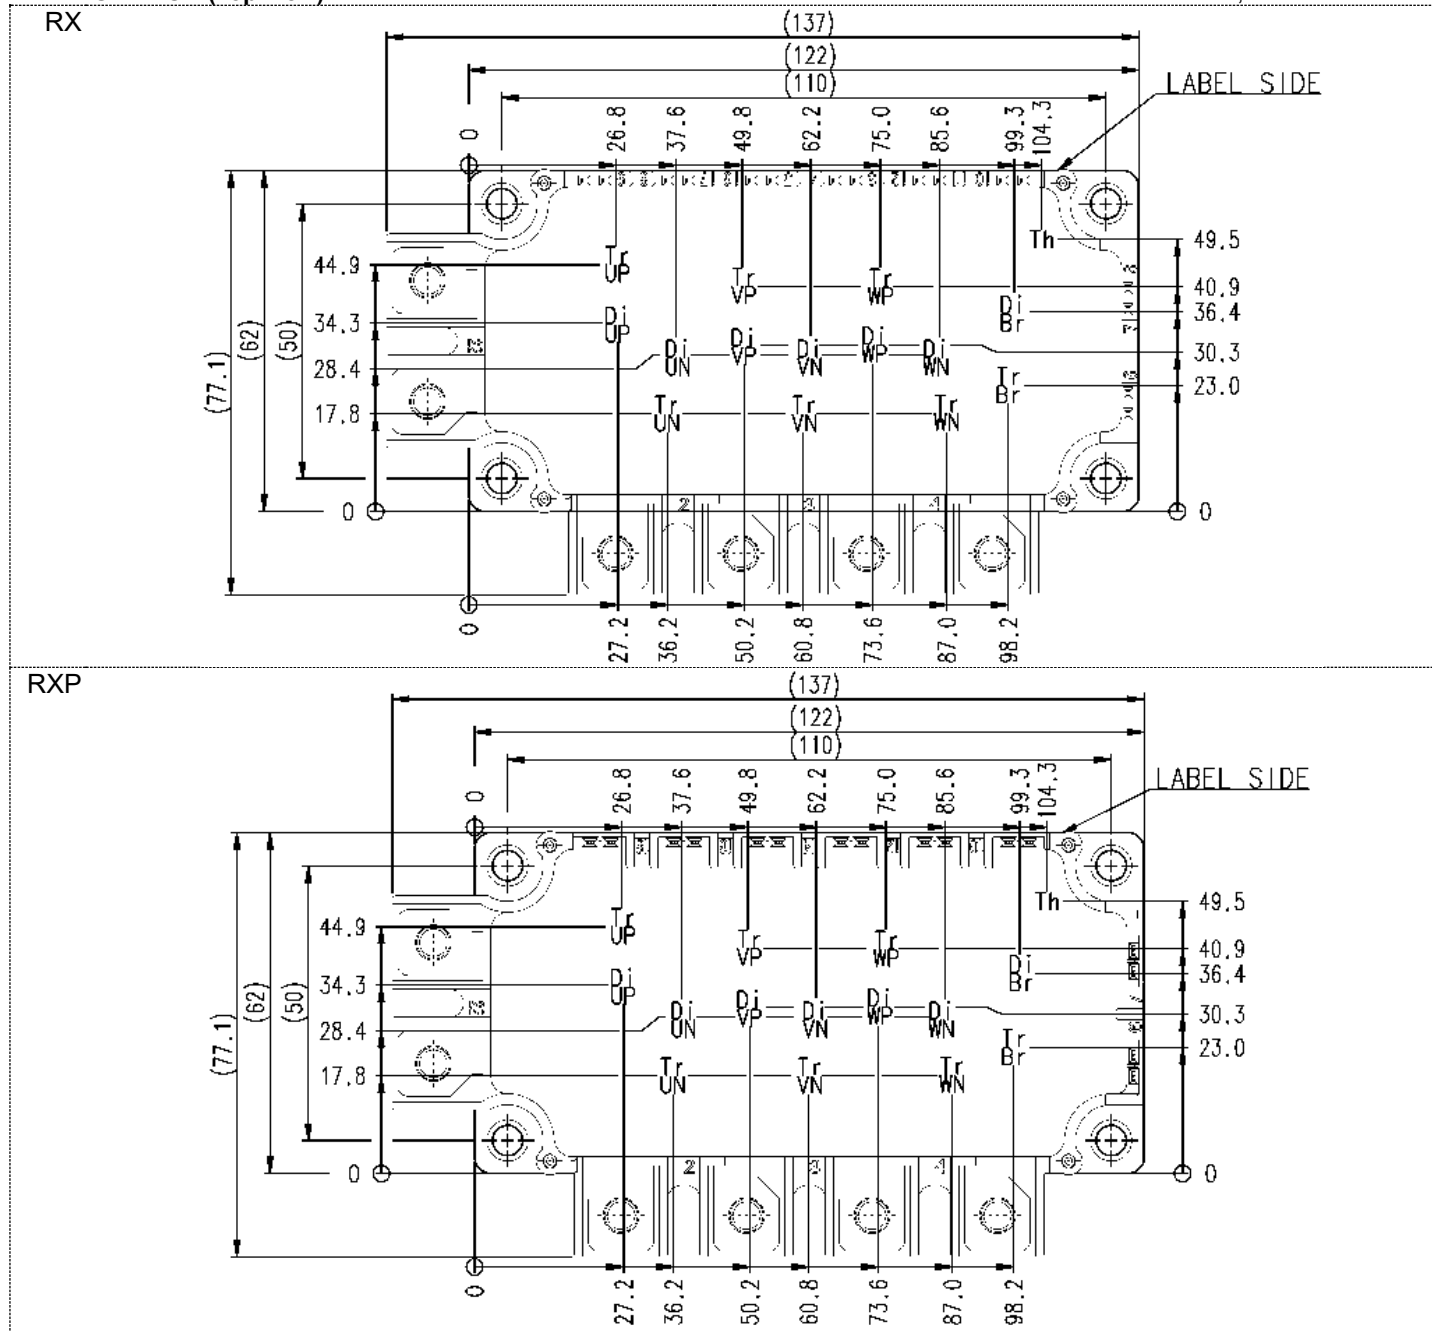 RX
(137)
(122)
(110)
LABEL SIDE
0 26.8 37.6 49.8 62.2 75.0 85.6 99.3 104.3
Th 49.5
44.9 Tr UP
Tr VP Tr WP 40.9
Di Br 36.4
34.3 Di UP
Di VP Di WP 30.3
28.4 Di UN Di VN Di WN
Tr Br 23.0
17.8 Tr UN Tr VN Tr WN
(77.1) (62) (50)
0 0
2 3 4
0 27.2 36.2 50.2 60.8 73.6 87.0 98.2
RXP
(137)
(122)
(110)
LABEL SIDE
0 26.8 37.6 49.8 62.2 75.0 85.6 99.3 104.3
Th 49.5
44.9 Tr UP
Tr VP Tr WP 40.9
Di Br 36.4
34.3 Di UP
Di VP Di WP 30.3
28.4 Di UN Di VN Di WN
Tr Br 23.0
17.8 Tr UN Tr VN Tr WN
(77.1) (62) (50)
0 0
2 3 4
0 27.2 36.2 50.2 60.8 73.6 87.0 98.2